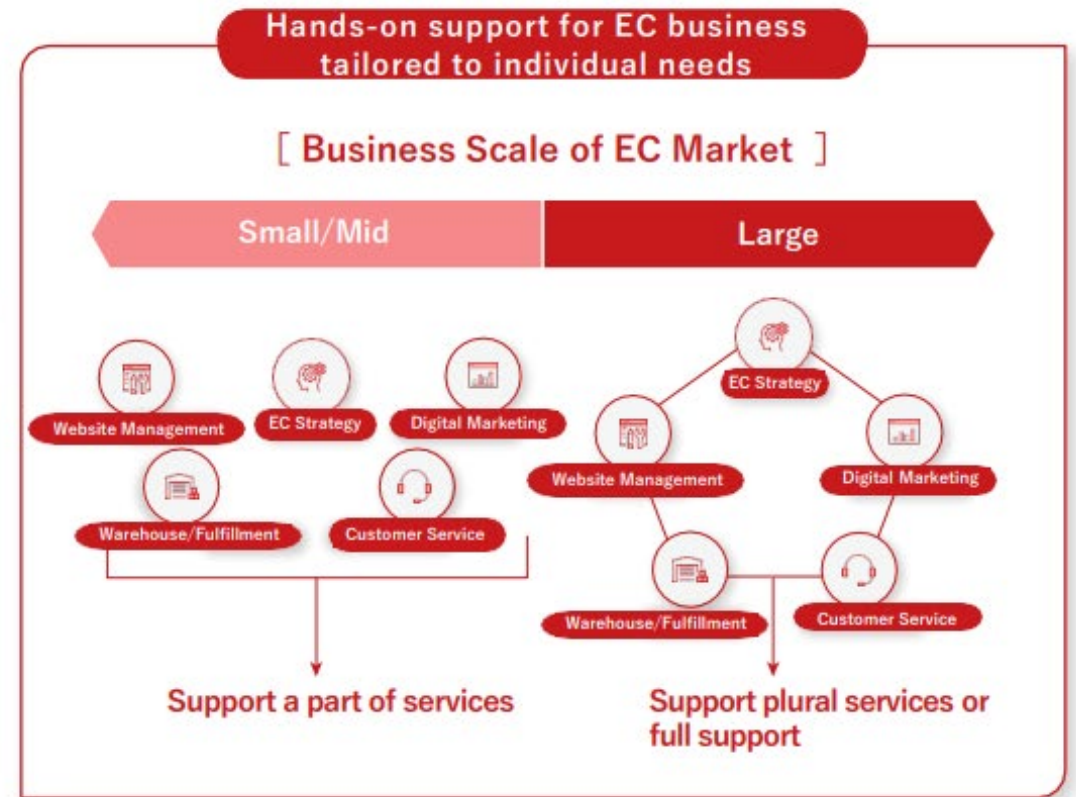 Hands-on support for EC business
tailored to individual needs
[ Business Scale of EC Market ]
Small/Mid
Large
Website Management
EC Strategy
Digital Marketing
Warehouse/Fulfillment
Customer Service
Support a part of services
EC Strategy
Website Management
Digital Marketing
Warehouse/Fulfillment
Customer Service
Support plural services or
full support